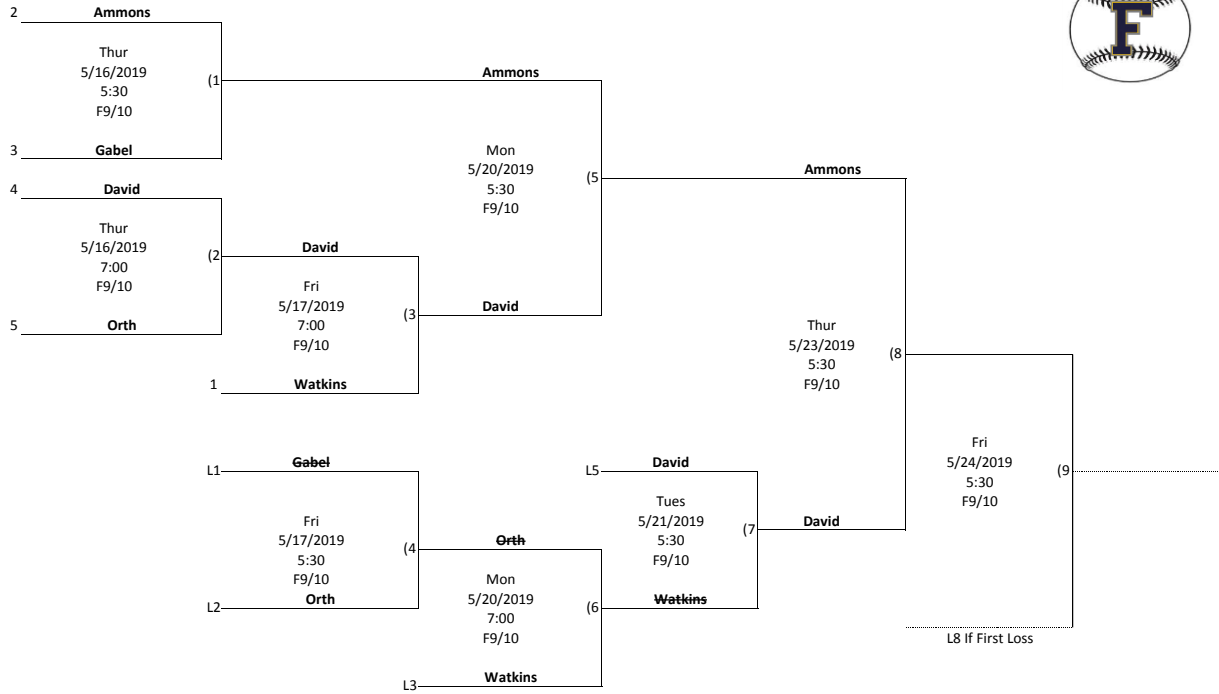 2
Ammons
Thur
5/16/2019
5:30
F9/10
(1
3
Gabel
Ammons
F
4
David
Thur
5/16/2019
7:00
F9/10
(2
5
Orth
David
Fri
5/17/2019
7:00
F9/10
(3
1
Watkins
David
Mon
5/20/2019
5:30
F9/10
(5
Ammons
Thur
5/23/2019
5:30
F9/10
(8
L1
Gabel
Fri
5/17/2019
5:30
F9/10
(4
L2
Orth
Orth
Mon
5/20/2019
7:00
F9/10
(6
L3
Watkins
L5
David
Tues
5/21/2019
5:30
F9/10
(7
Watkins
David
Fri
5/24/2019
5:30
F9/10
(9
L8 If First Loss